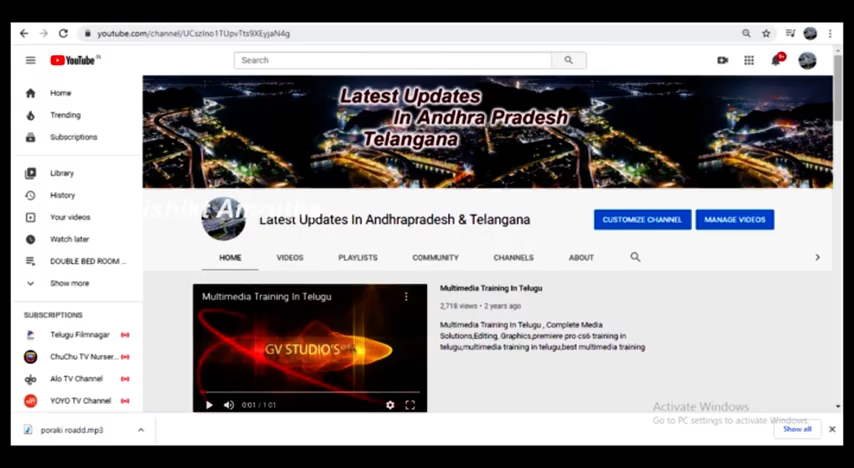 youtube.com/channel/UCszIno1TUpvTts9XEyjaN4g
YouTube IN
Search
9+
Home
Trending
Subscriptions
Library
History
Your videos
Watch later
DOUBLE BED ROOM ...
Show more
SUBSCRIPTIONS
Telugu Filmnagar
ChuChu TV Nurser...
Alo TV Channel
YOYO TV Channel
Latest Updates
In Andhra Pradesh
Telangana
Latest Updates In Andhrapradesh & Telangana
CUSTOMIZE CHANNEL
MANAGE VIDEOS
HOME VIDEOS PLAYLISTS COMMUNITY CHANNELS ABOUT
Multimedia Training In Telugu
GV STUDIO'S
0:01 / 1:01
Multimedia Training In Telugu
2,718 views • 2 years ago
Multimedia Training In Telugu , Complete Media
Solutions,Editing, Graphics,premiere pro cs6 training in
telugu,multimedia training in telugu,best multimedia training
Activate Windows
Go to PC settings to activate Windows.
poraki roadd.mp3
Show all